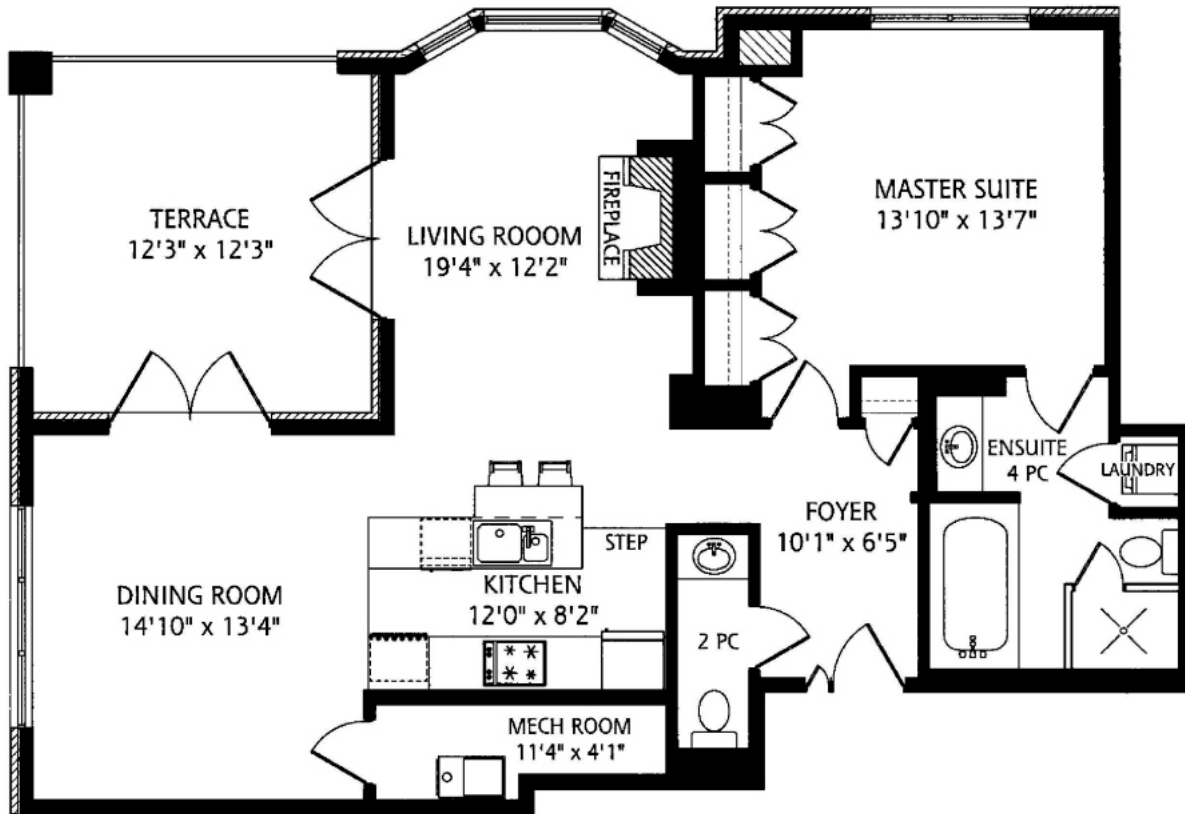 TERRACE
12'3" x 12'3"
LIVING ROOOM
19'4" x 12'2"
FIREPLACE
MASTER SUITE
13'10" x 13'7"
ENSUITE
4 PC
LAUNDRY
FOYER
10'1" x 6'5"
STEP
KITCHEN
12'0" x 8'2"
DINING ROOM
14'10" x 13'4"
2 PC
MECH ROOM
11'4" x 4'1"